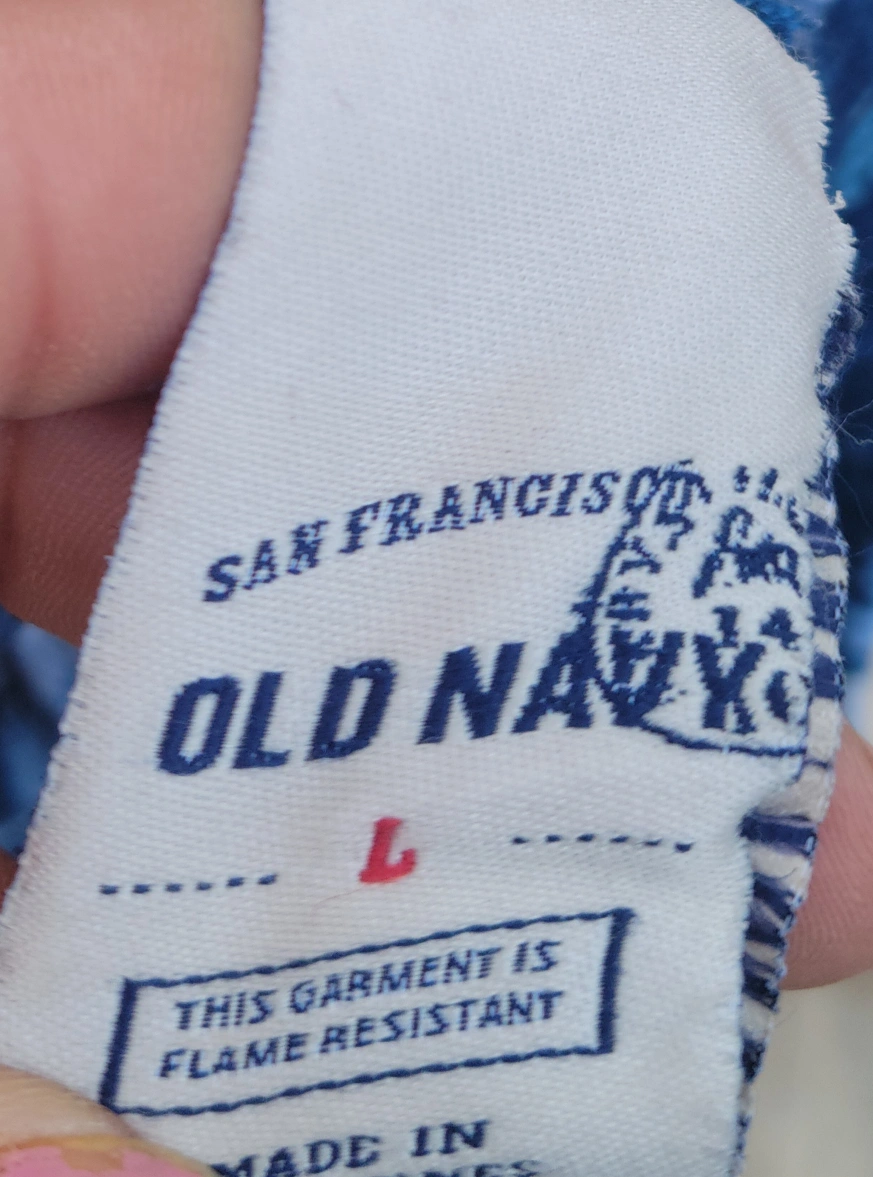 SAN FRANCISCO
OLD NAVY
L
THIS GARMENT IS
FLAME RESISTANT
MADE IN